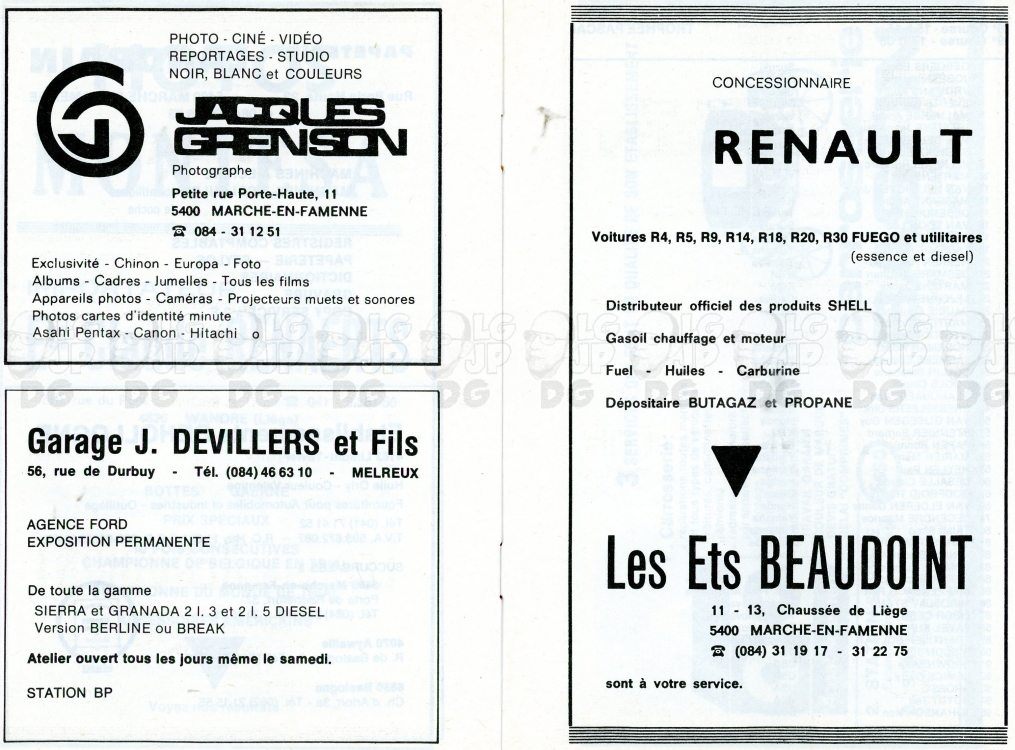 PHOTO - CINÉ - VIDÉO
REPORTAGES - STUDIO
NOIR, BLANC et COULEURS
JACQUES
GRENSON
Photographe
Petite rue Porte-Haute, 11
5400 MARCHE-EN-FAMENNE
☎ 084 - 31 12 51
Exclusivité - Chinon - Europa - Foto
Albums - Cadres - Jumelles - Tous les films
Appareils photos - Caméras - Projecteurs muets et sonores
Photos cartes d'identité minute
Asahi Pentax - Canon - Hitachi o
Garage J. DEVILLERS et Fils
56, rue de Durbuy - Tél. (084) 46 63 10 - MELREUX
AGENCE FORD
EXPOSITION PERMANENTE
De toute la gamme
SIERRA et GRANADA 2 l. 3 et 2 l. 5 DIESEL
Version BERLINE ou BREAK
Atelier ouvert tous les jours même le samedi.
STATION BP
CONCESSIONNAIRE
RENAULT
Voitures R4, R5, R9, R14, R18, R20, R30 FUEGO et utilitaires
(essence et diesel)
Distributeur officiel des produits SHELL
Gasoil chauffage et moteur
Fuel - Huiles - Carburine
Dépositaire BUTAGAZ et PROPANE
Les Ets BEAUDOINT
11 - 13, Chaussée de Liège
5400 MARCHE-EN-FAMENNE
☎ (084) 31 19 17 - 31 22 75
sont à votre service.